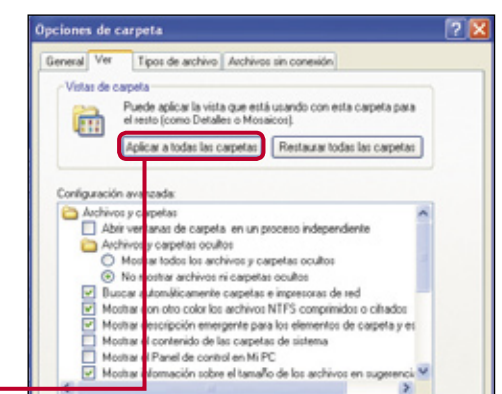 Opciones de carpeta
General Ver Tipos de archivo Archivos sin conexión
Vistas de carpeta
Puede aplicar la vista que está usando con esta carpeta para
el resto (como Detalles o Mosaicos).
Aplicar a todas las carpetas Restaurar todas las carpetas
Configuración avanzada:
Archivos y carpetas
Abrir ventanas de carpeta en un proceso independiente
Archivos y carpetas ocultos
Mostrar todos los archivos y carpetas ocultos
No mostrar archivos ni carpetas ocultos
Buscar automáticamente carpetas e impresoras de red
Mostrar con otro color los archivos NTFS comprimidos o cifrados
Mostrar descripción emergente para los elementos de carpeta y es
Mostrar el contenido de las carpetas de sistema
Mostrar el Panel de control en Mi PC
Mostrar información sobre el tamaño de los archivos en sugerenci